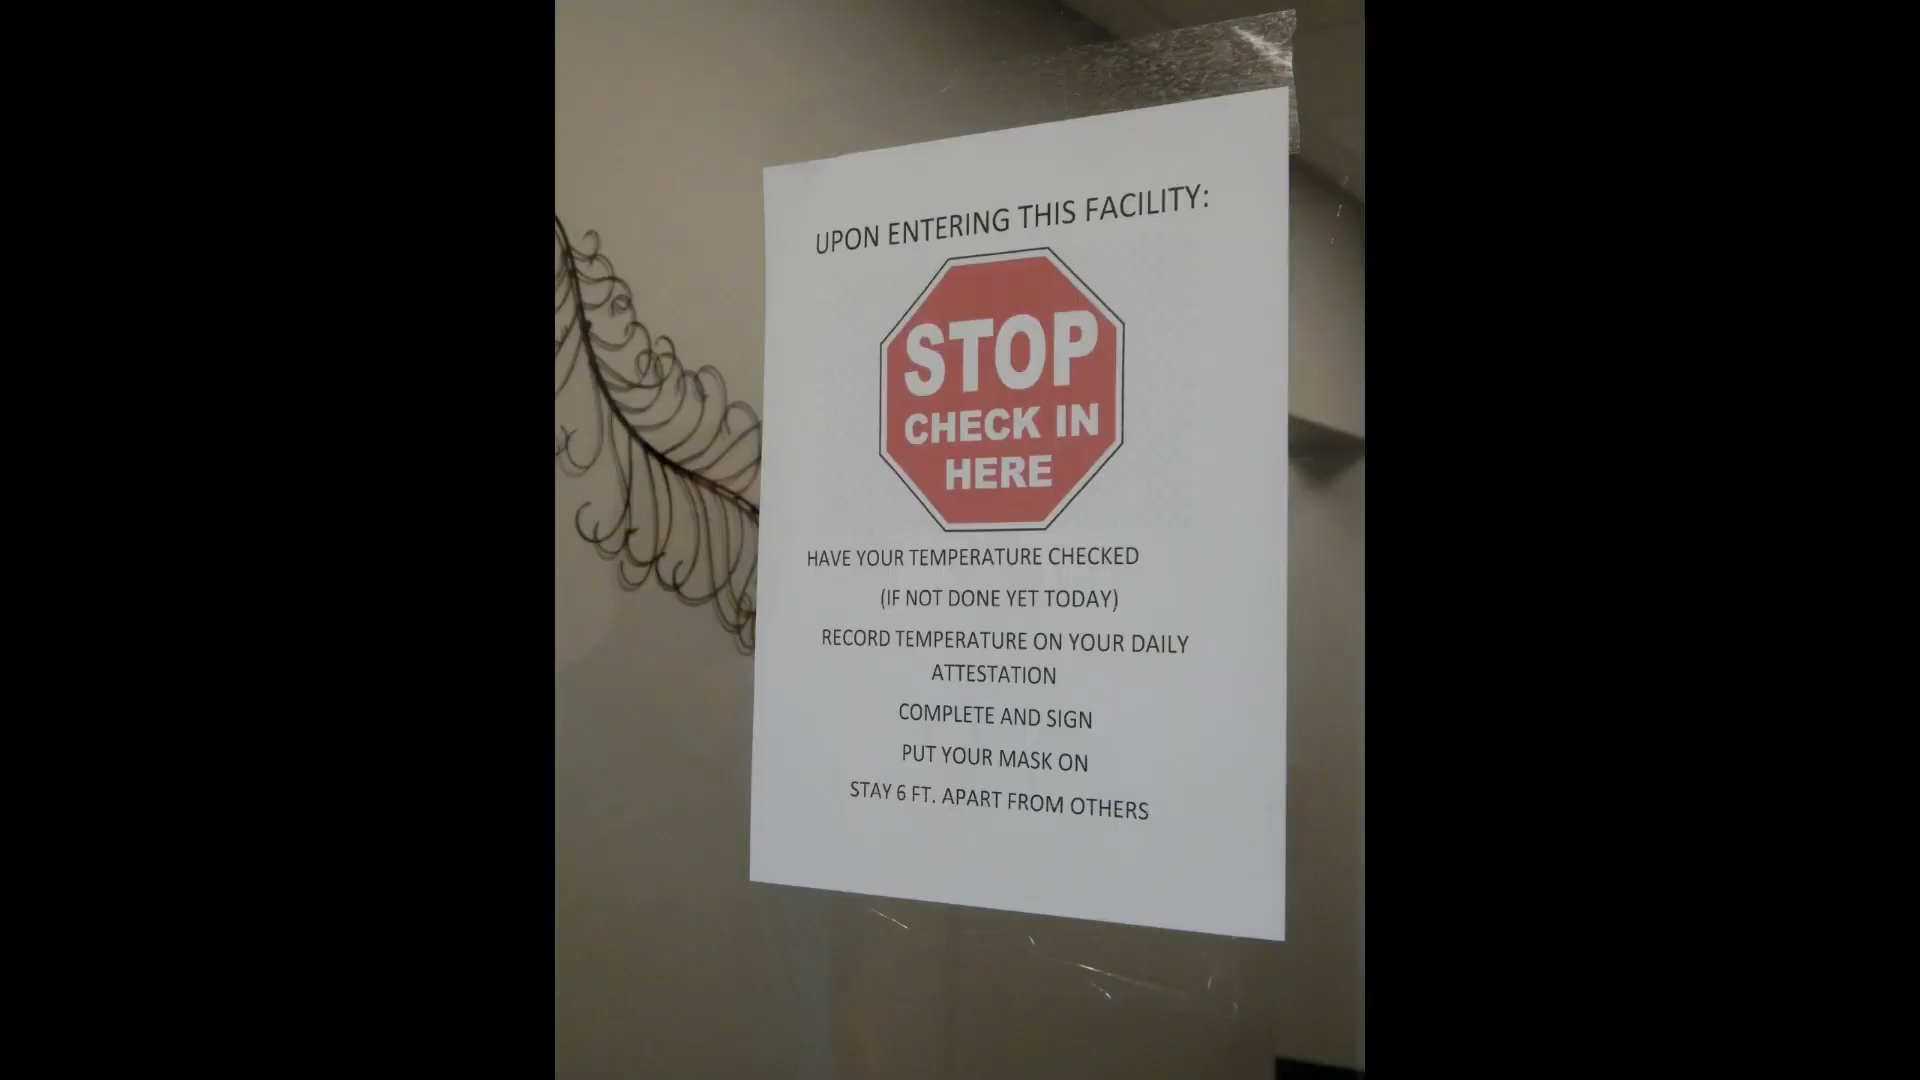 UPON ENTERING THIS FACILITY:
STOP
CHECK IN
HERE
HAVE YOUR TEMPERATURE CHECKED
(IF NOT DONE YET TODAY)
RECORD TEMPERATURE ON YOUR DAILY
ATTESTATION
COMPLETE AND SIGN
PUT YOUR MASK ON
STAY 6 FT. APART FROM OTHERS